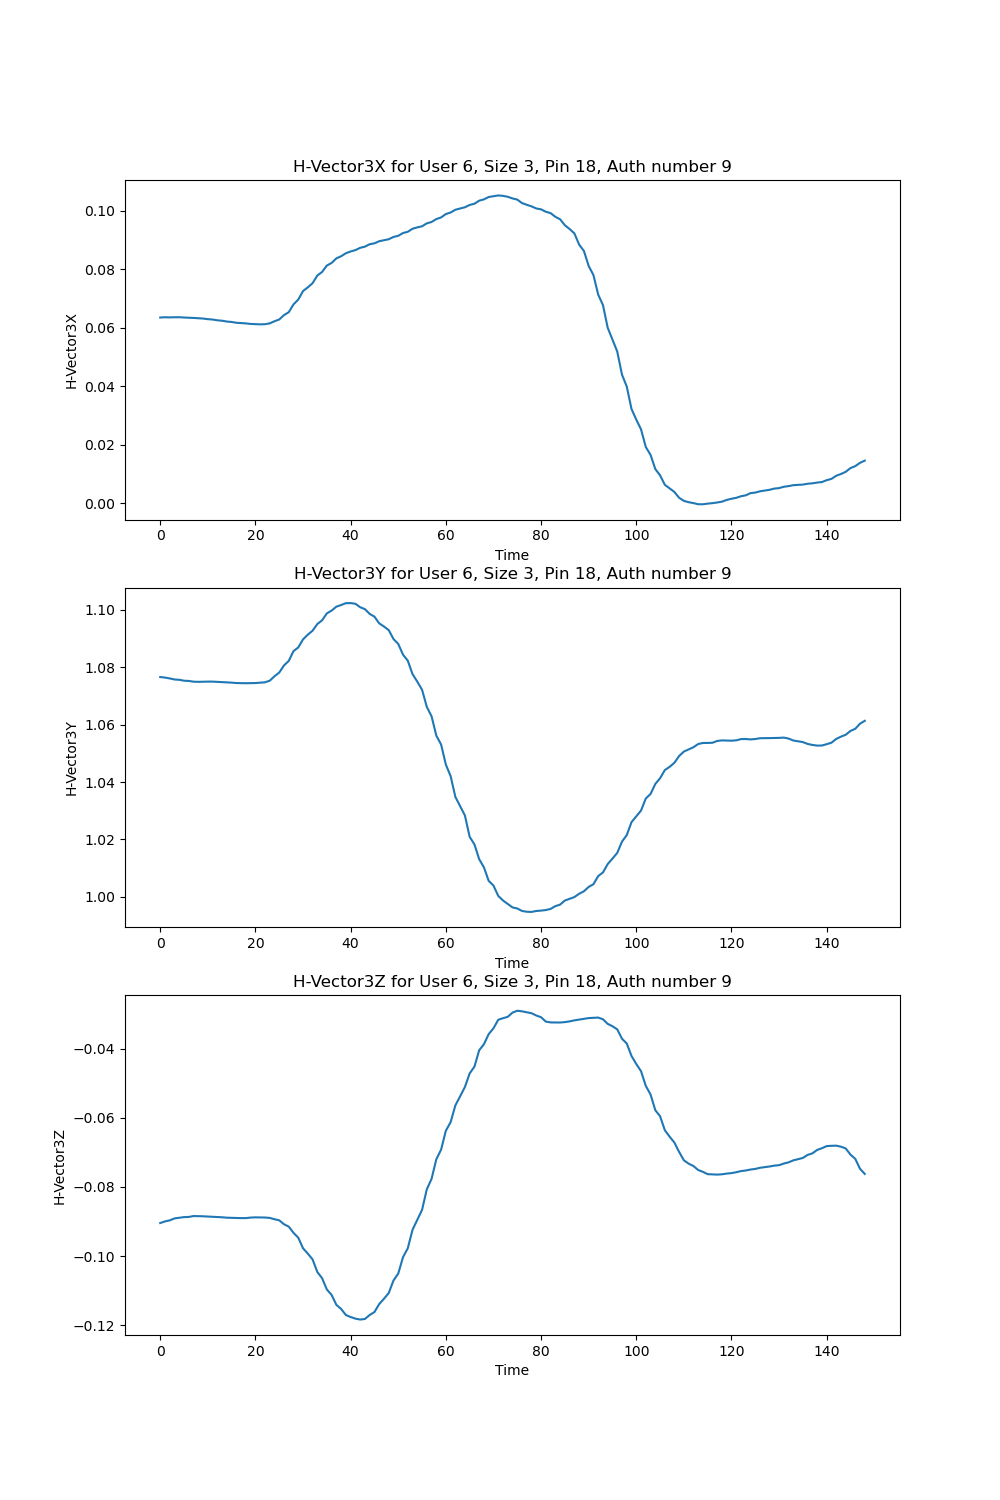 H-Vector3X for User 6, Size 3, Pin 18, Auth number 9
0.10
0.08
0.06
0.04
0.02
0.00
H-Vector3X
0 20 40 60 80 100 120 140
Time
H-Vector3Y for User 6, Size 3, Pin 18, Auth number 9
1.10
1.08
1.06
1.04
1.02
1.00
H-Vector3Y
0 20 40 60 80 100 120 140
Time
H-Vector3Z for User 6, Size 3, Pin 18, Auth number 9
−0.04
−0.06
−0.08
−0.10
−0.12
H-Vector3Z
0 20 40 60 80 100 120 140
Time